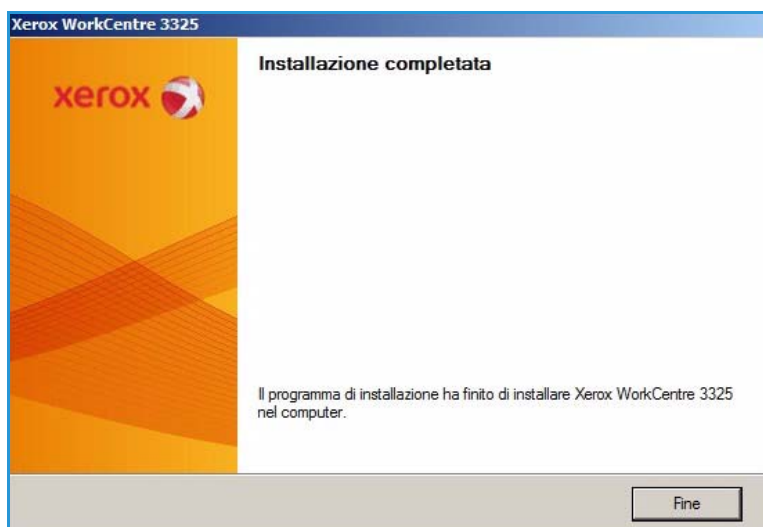 Xerox WorkCentre 3325
xerox
Installazione completata
Il programma di installazione ha finito di installare Xerox WorkCentre 3325
nel computer.
Fine